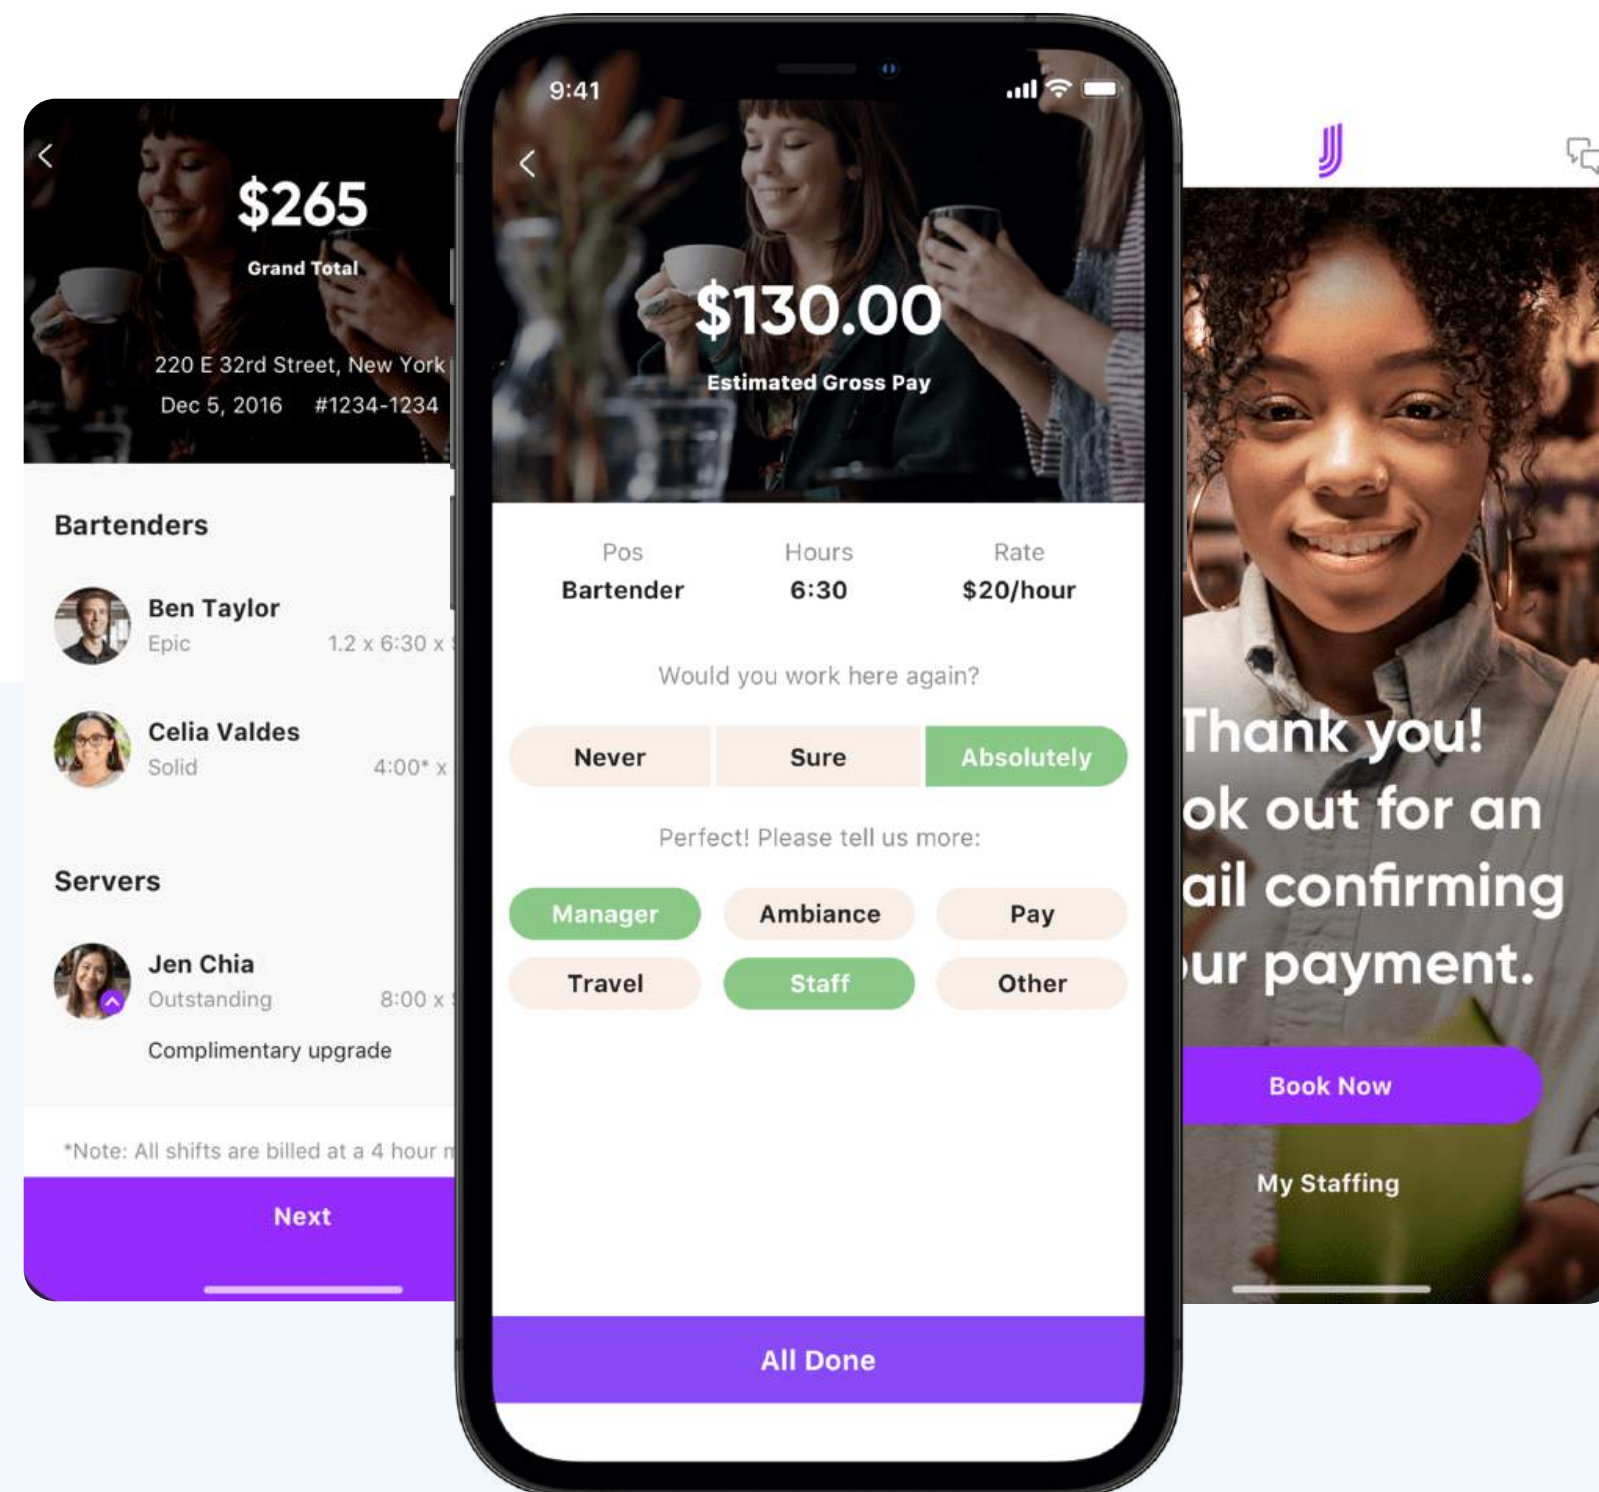 $265
Grand Total
220 E 32rd Street, New York
Dec 5, 2016 #1234-1234
Bartenders
Ben Taylor
Epic 1.2 x 6:30 x
Celia Valdes
Solid 4:00* x
Servers
Jen Chia
Outstanding 8:00 x
Complimentary upgrade
*Note: All shifts are billed at a 4 hour
Next
9:41
$130.00
Estimated Gross Pay
Pos Hours Rate
Bartender 6:30 $20/hour
Would you work here again?
Never Sure Absolutely
Perfect! Please tell us more:
Manager Ambiance Pay
Travel Staff Other
All Done
Thank you!
ok out for an
ail confirming
ur payment.
Book Now
My Staffing